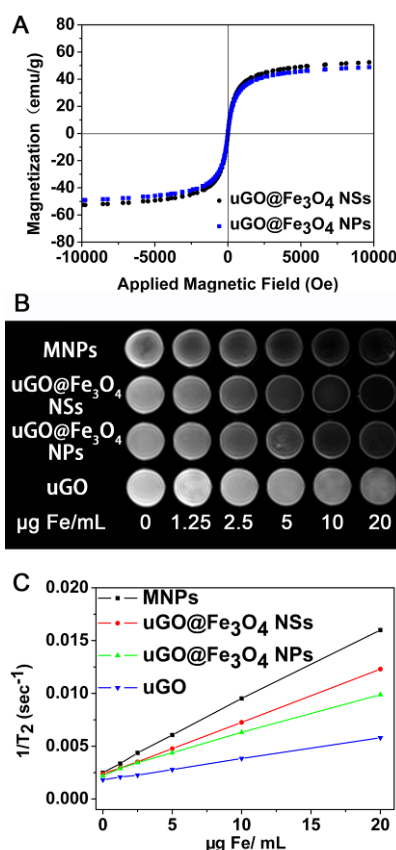 A
Magnetization (emu/g)
80
60
40
20
0
-20
-40
-60
-80
-10000 -5000 0 5000 10000
Applied Magnetic Field (Oe)
uGO@Fe3O4 NSs
uGO@Fe3O4 NPs
B
MNPs
uGO@Fe3O4
NSs
uGO@Fe3O4
NPs
uGO
µg Fe/mL 0 1.25 2.5 5 10 20
C
1/T2 (sec-1)
0.020
0.015
0.010
0.005
0.000
MNPs
uGO@Fe3O4 NSs
uGO@Fe3O4 NPs
uGO
0 5 10 15 20
µg Fe/ mL